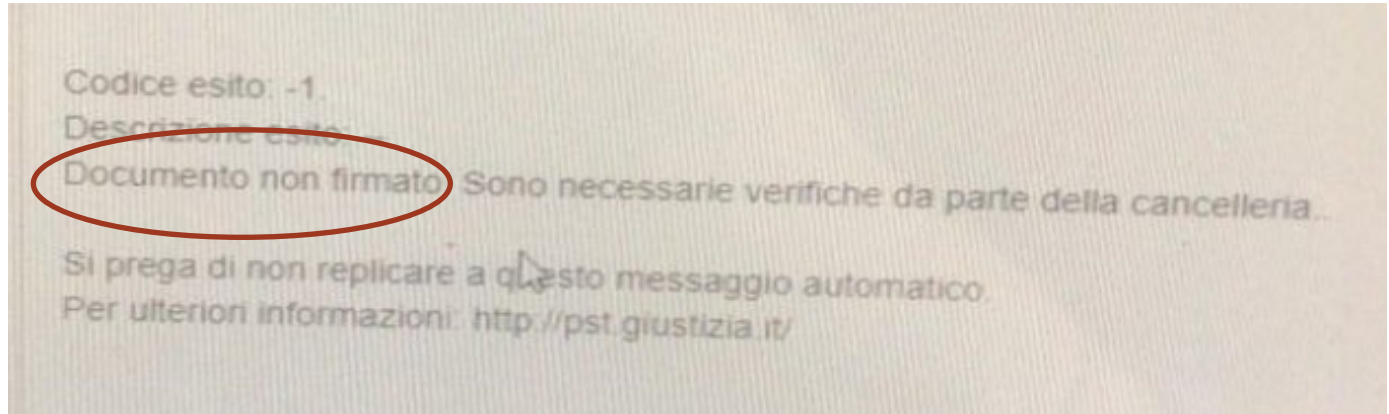 Codice esito: -1.
Descrizione esito:
Documento non firmato. Sono necessarie verifiche da parte della cancelleria..
Si prega di non replicare a questo messaggio automatico.
Per ulteriori informazioni: http://pst.giustizia.it/